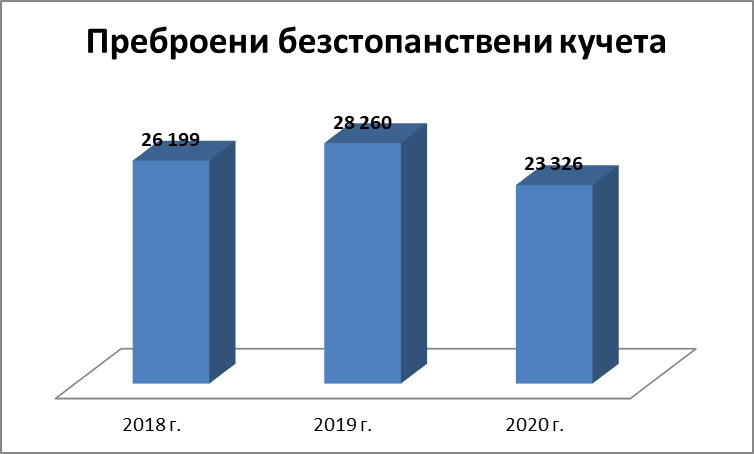 Преброени безстопанствени кучета
26 199
28 260
23 326
2018 г.
2019 г.
2020 г.